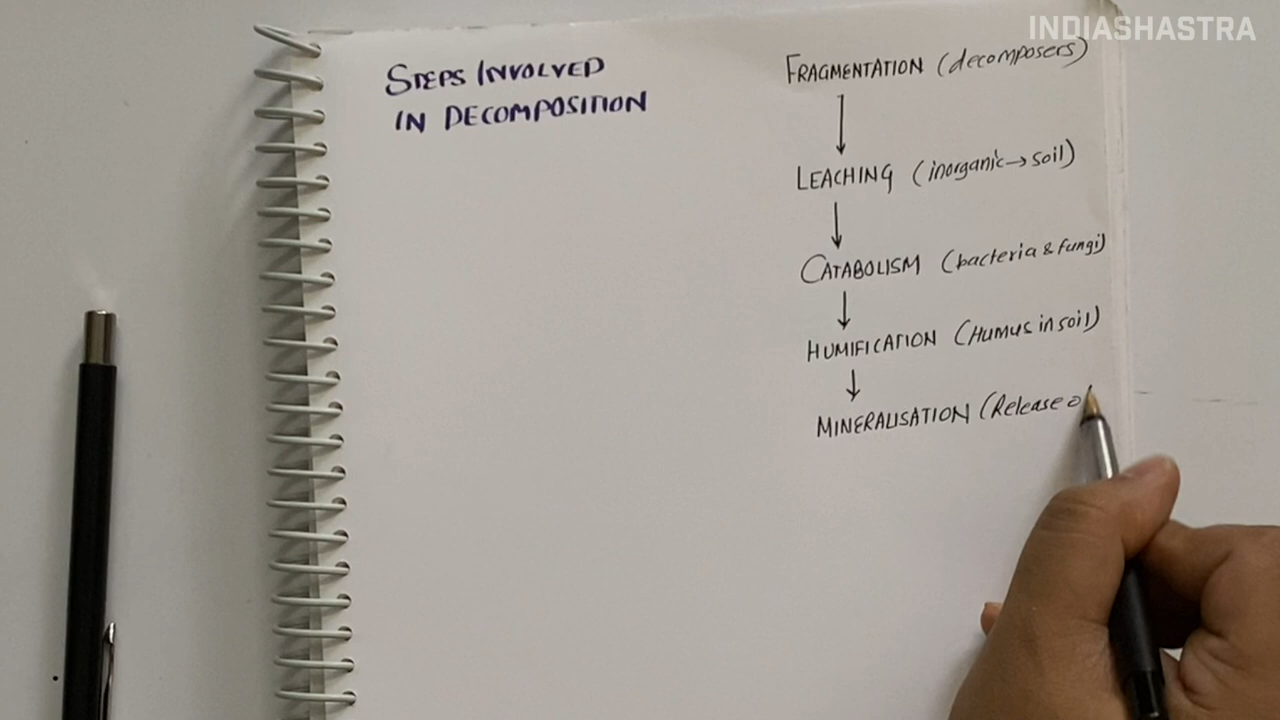 INDIASHASTRA
STEPS INVOLVED
IN DECOMPOSITION
FRAGMENTATION (decomposers)
LEACHING (inorganic→soil)
CATABOLISM (bacteria & fungi)
HUMIFICATION (Humus in soil)
MINERALISATION (Release o